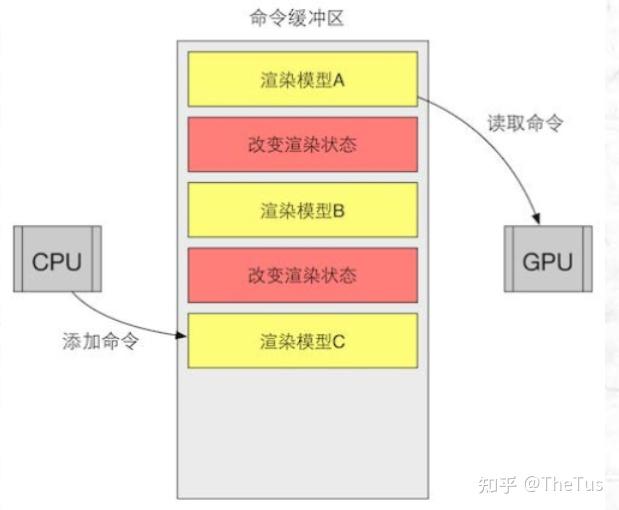 命令缓冲区
渲染模型A
读取命令
改变渲染状态
渲染模型B
CPU
GPU
改变渲染状态
添加命令
渲染模型C
知乎 @TheTus